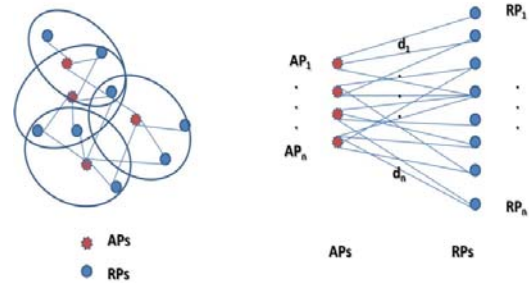 APs
RPs
AP1
. .
. .
APn
d1
.
.
.
dn
RP1
. .
. .
RPn
APs
RPs